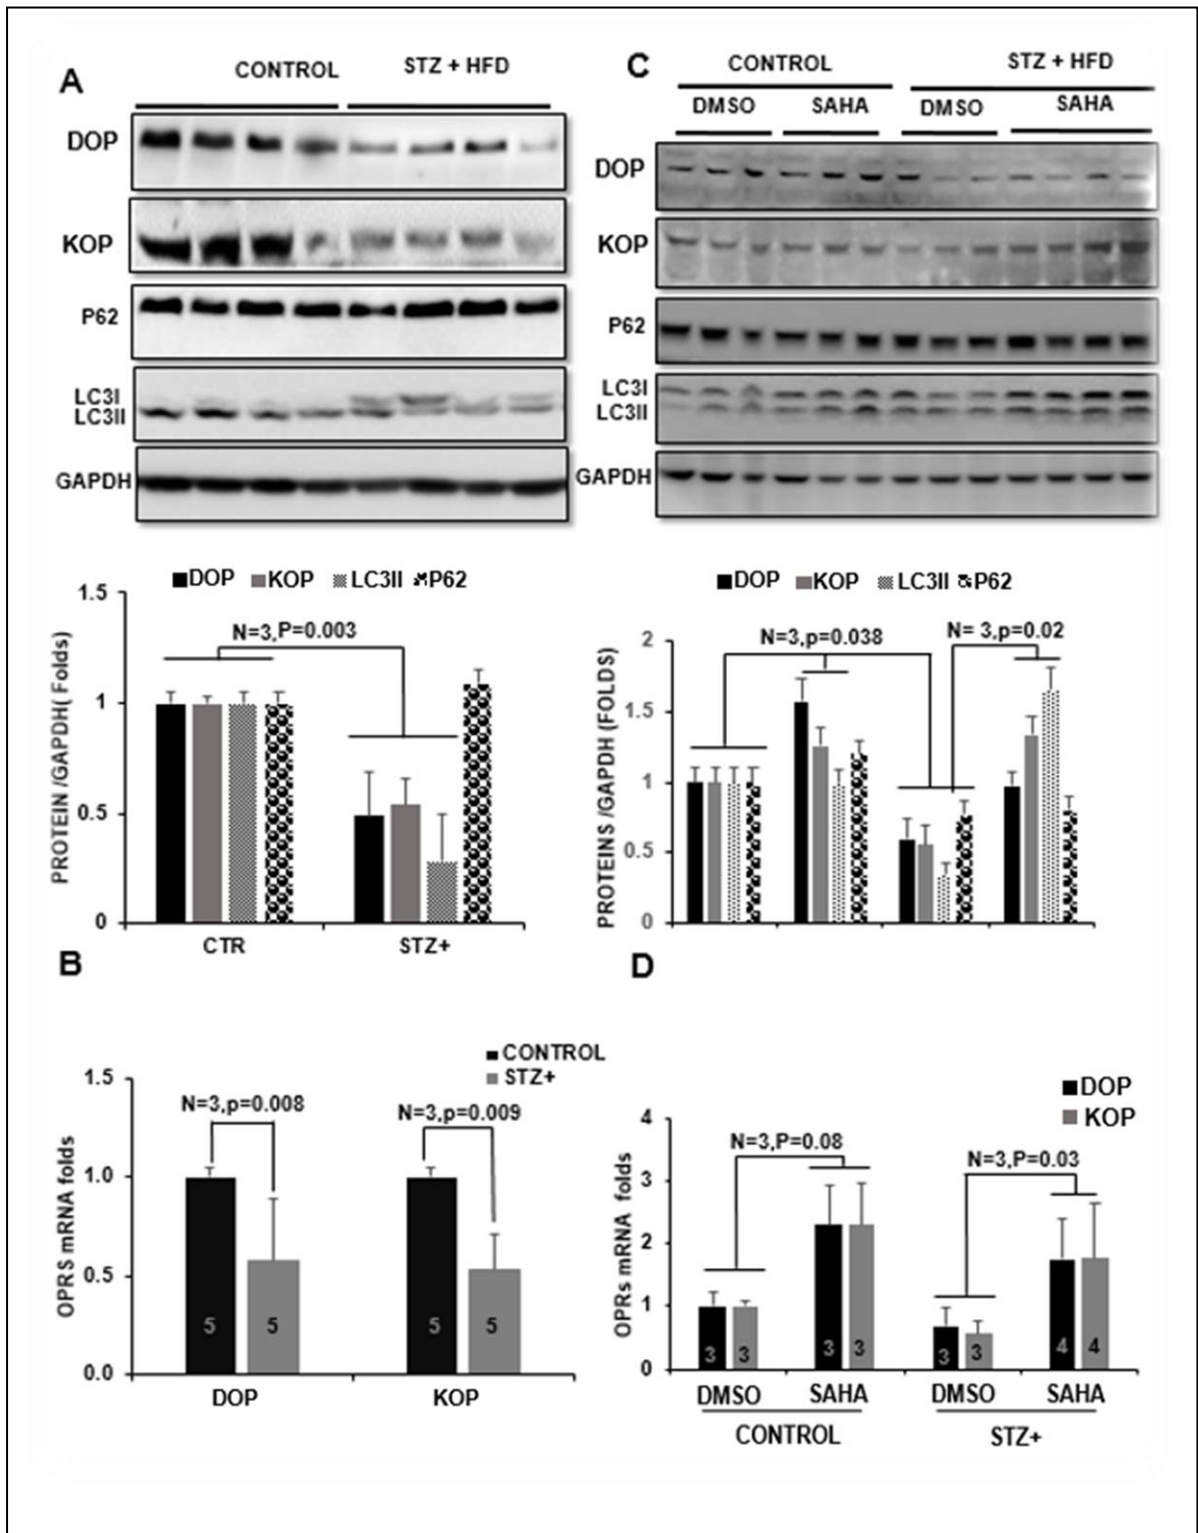 A
CONTROL
STZ + HFD
DOP
KOP
P62
LC3I
LC3II
GAPDH
DOP KOP LC3II P62
PROTEIN /GAPDH( Folds)
1.5
1
0.5
0
N=3,P=0.003
CTR
STZ+
C
CONTROL
STZ + HFD
DMSO
SAHA
DMSO
SAHA
DOP
KOP
P62
LC3I
LC3II
GAPDH
DOP KOP LC3II P62
PROTEINS /GAPDH (FOLDS)
2
1.5
1
0.5
0
N=3,p=0.038
N= 3,p=0.02
B
CONTROL
STZ+
OPRS mRNA folds
1.5
1.0
0.5
0.0
N=3,p=0.008
N=3,p=0.009
5
5
5
5
DOP
KOP
D
DOP
KOP
OPRs mRNA folds
4
3
2
1
0
N=3,P=0.08
N=3,P=0.03
3
3
3
3
3
3
4
4
DMSO
SAHA
DMSO
SAHA
CONTROL
STZ+